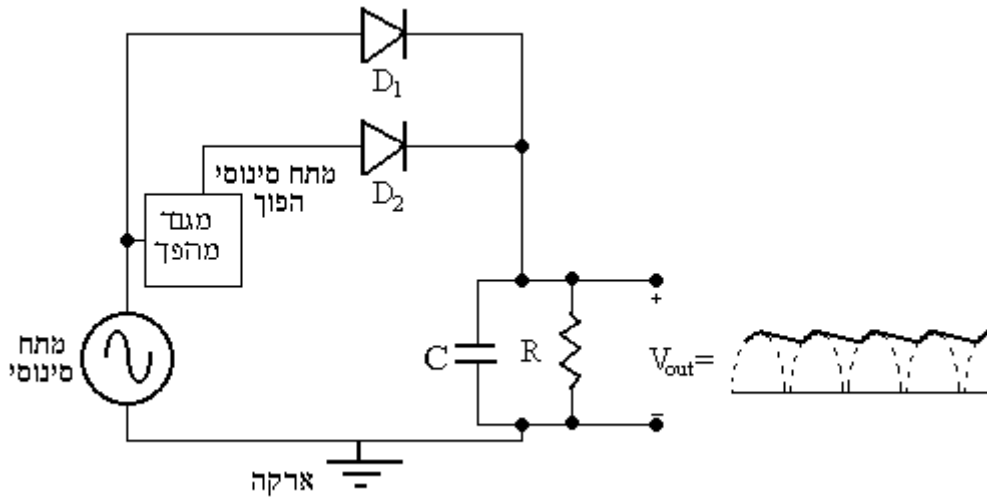 D1
מתח סינוסי
הפוך
D2
מגבר
מהפך
מתח
סינוסי
C
R
+
Vout=
–
ארקה